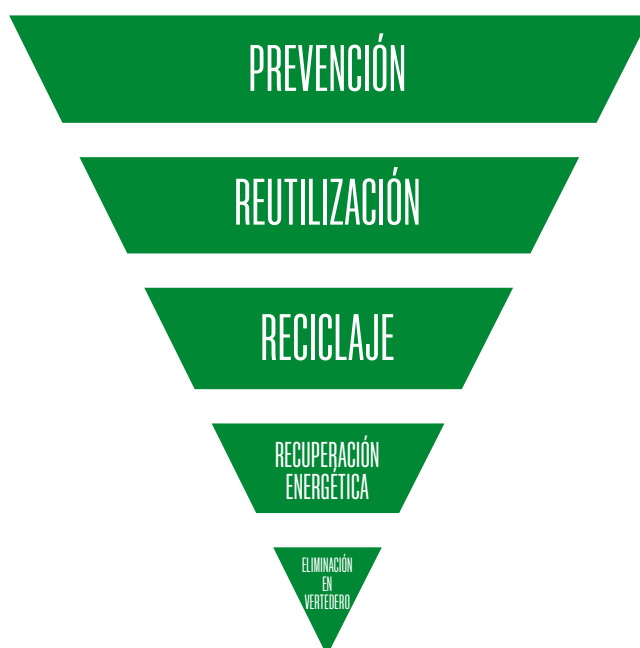 PREVENCIÓN
REUTILIZACIÓN
RECICLAJE
RECUPERACIÓN
ENERGÉTICA
ELIMINACIÓN
EN
VERTEDERO